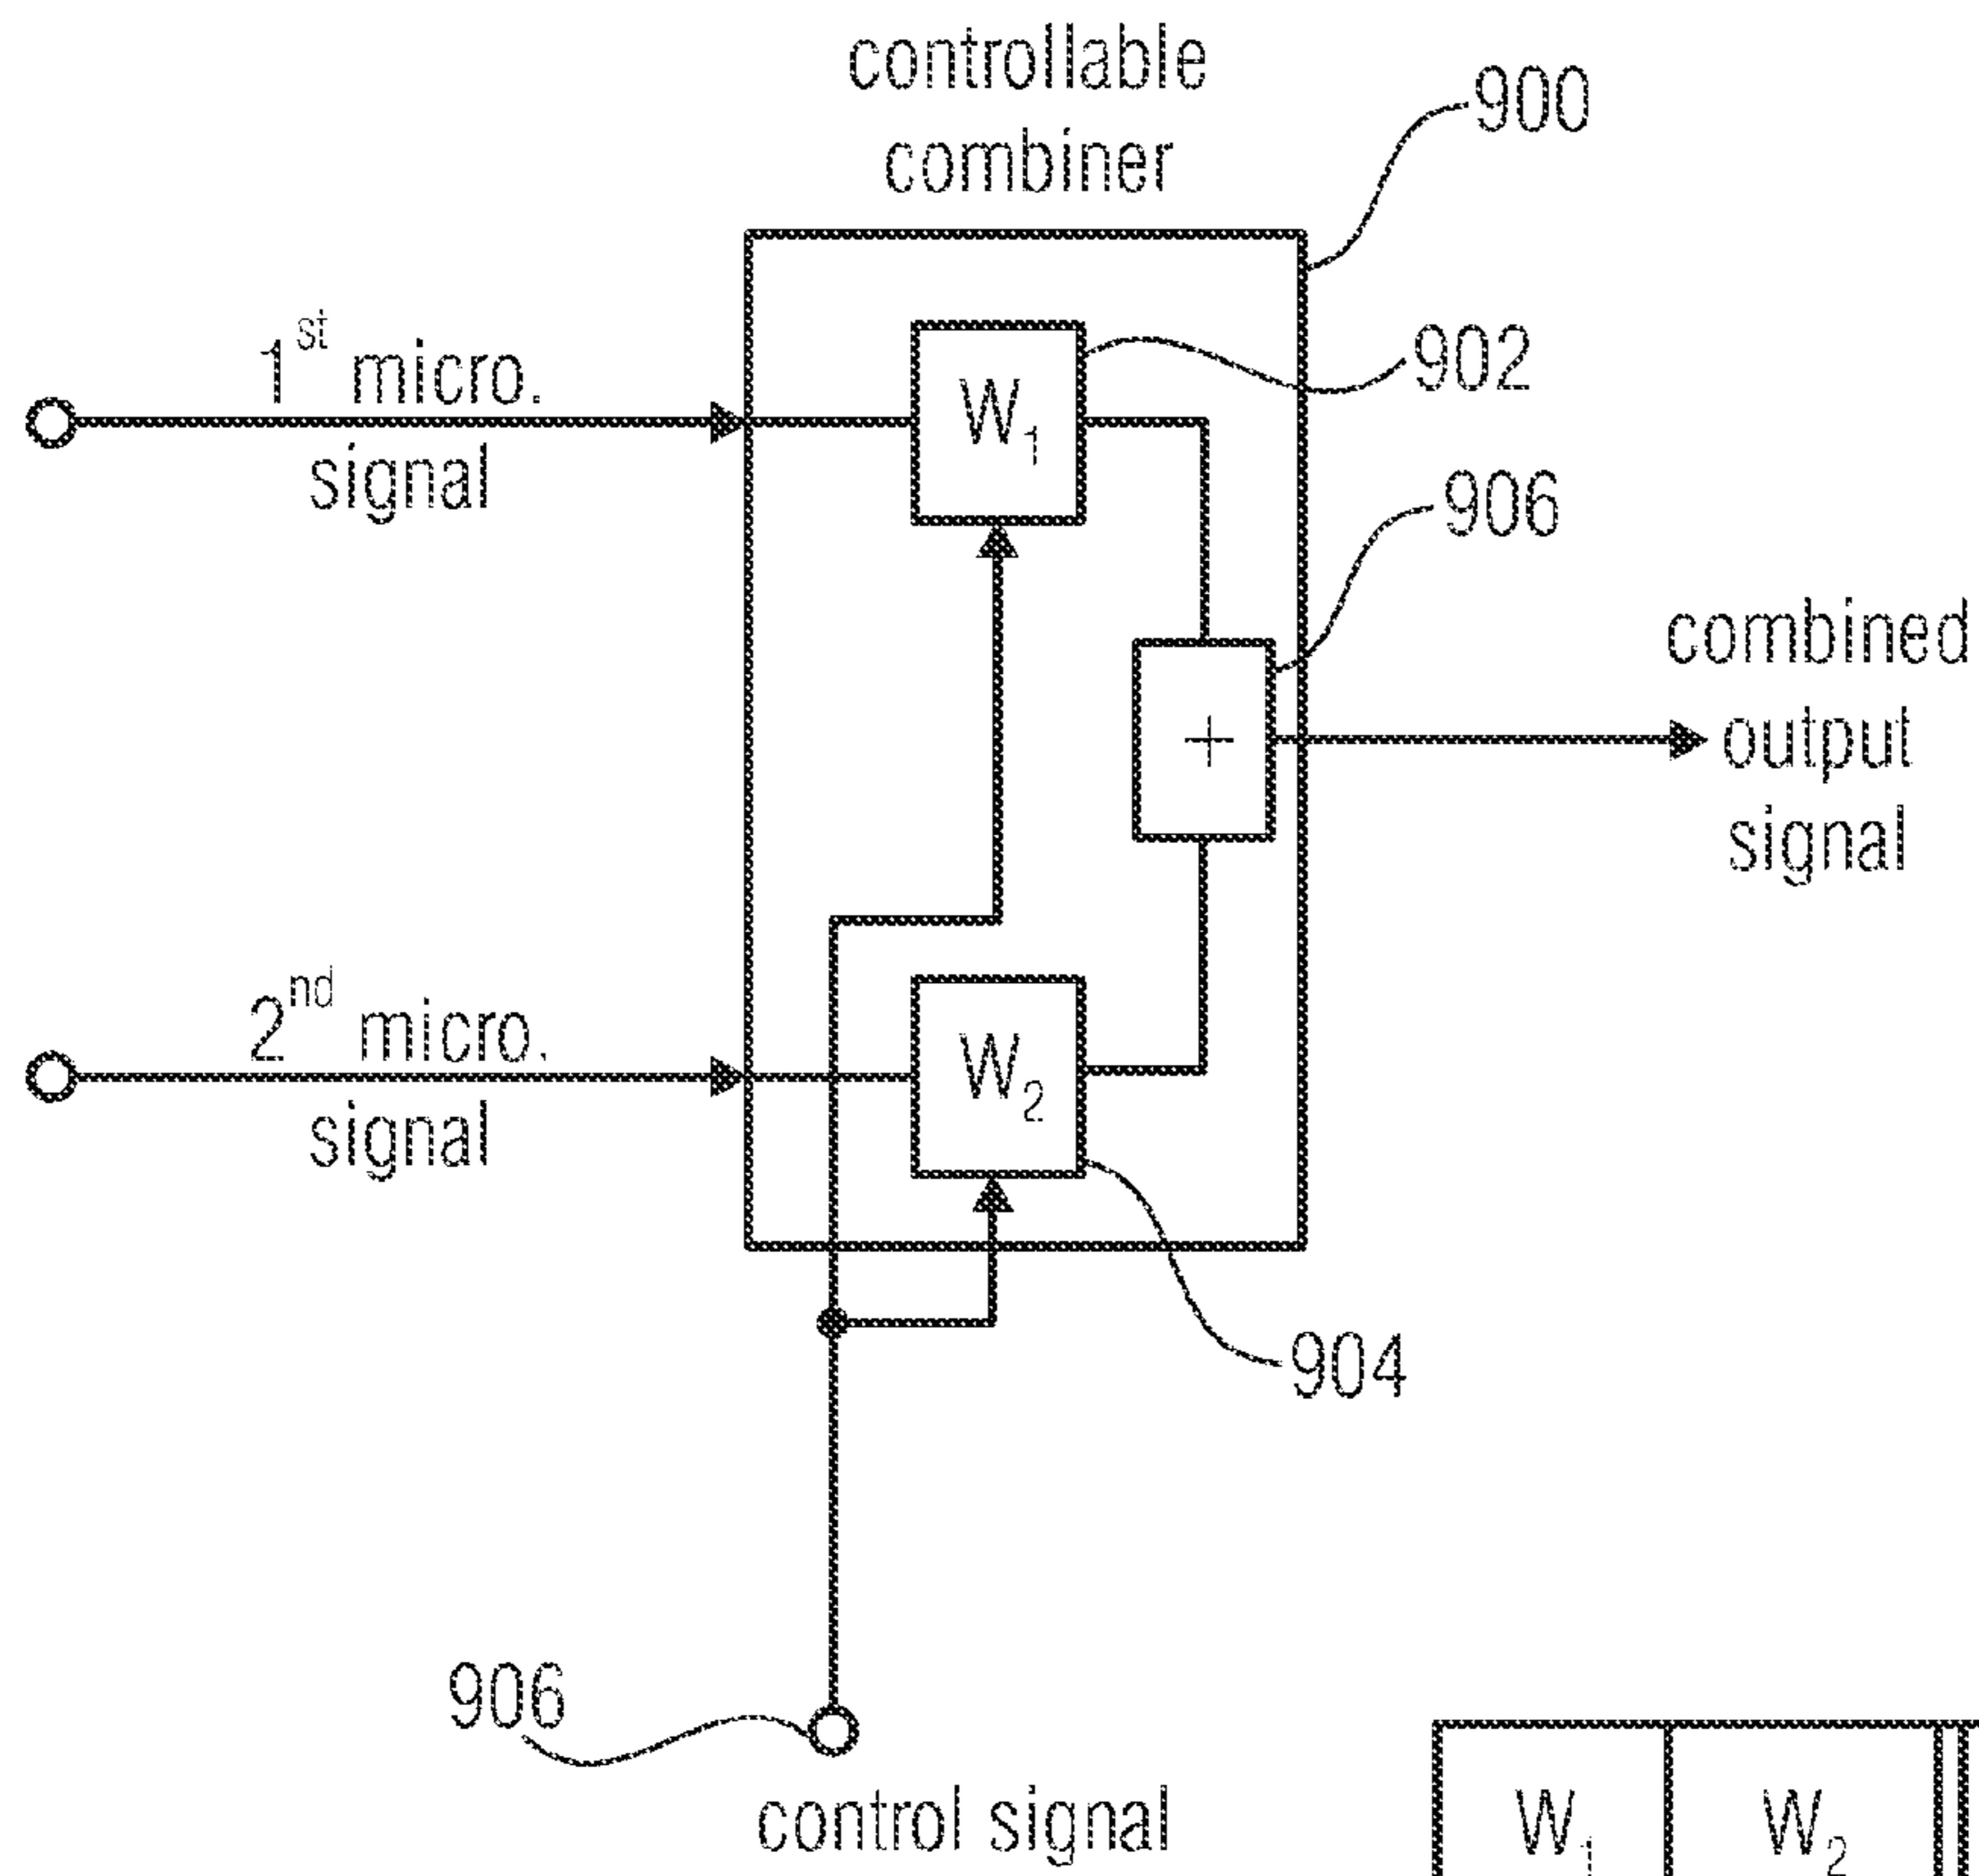 controllable
combiner
900
1st micro.
signal
W1
902
906
combined
output
signal
+
2nd micro.
signal
W2
904
906
control signal
W1 W2